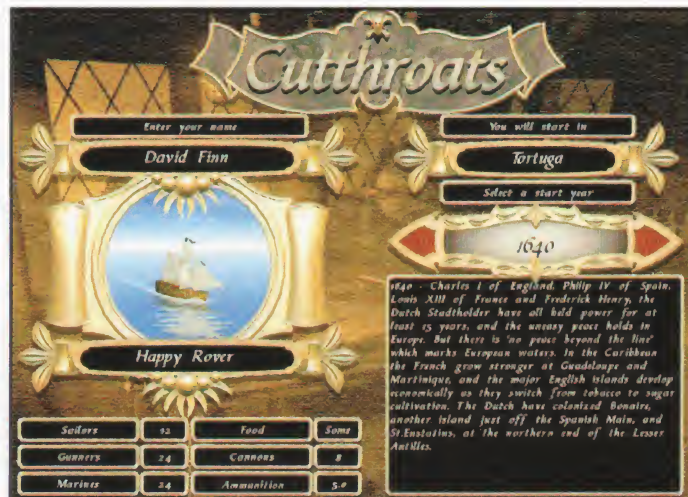 Cutthroats
Enter your name
David Finn
You will start in
Tortuga
Select a start year
1640
1640 - Charles I of England, Philip IV of Spain,
Louis XIII of France and Frederick Henry, the
Dutch Stadtholder have all held power for at
least 15 years, and the uneasy peace holds in
Europe. But there is 'no peace beyond the line'
which marks European waters. In the Caribbean
the French grow stronger at Guadeloupe and
Martinique, and the major English islands develop
economically as they switch from tobacco to sugar
cultivation. The Dutch have colonized Bonaire,
another island just off the Spanish Main, and
St.Eustatius, at the northern end of the Lesser
Antilles.
Happy Rover
Sailors
Food Some
Gunners 24 Cannons 8
Marines 24 Ammunition 5.0